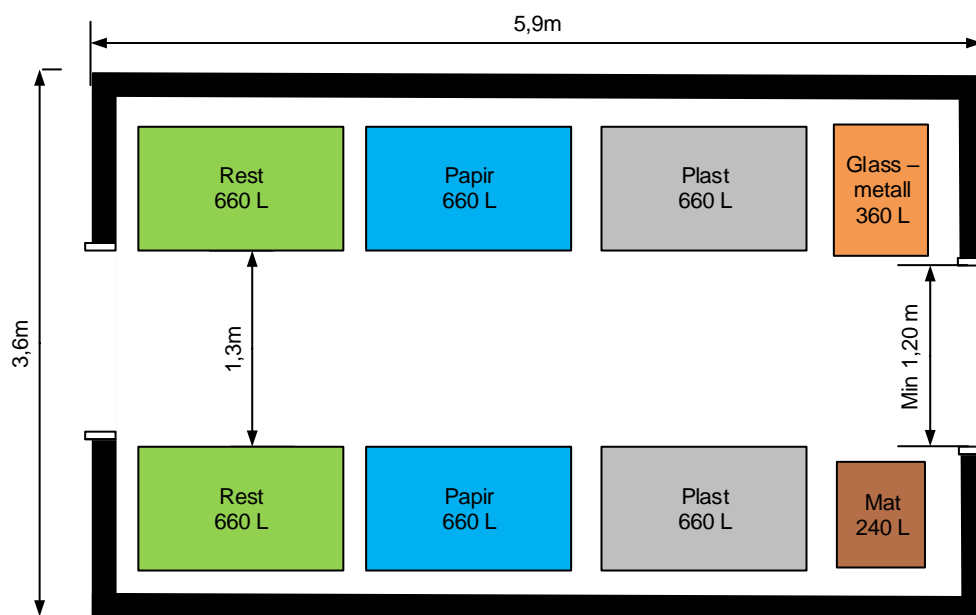 5,9m
Rest
660 L
Papir
660 L
Plast
660 L
Glass –
metall
360 L
3,6m
1,3m
Min 1,20 m
Rest
660 L
Papir
660 L
Plast
660 L
Mat
240 L